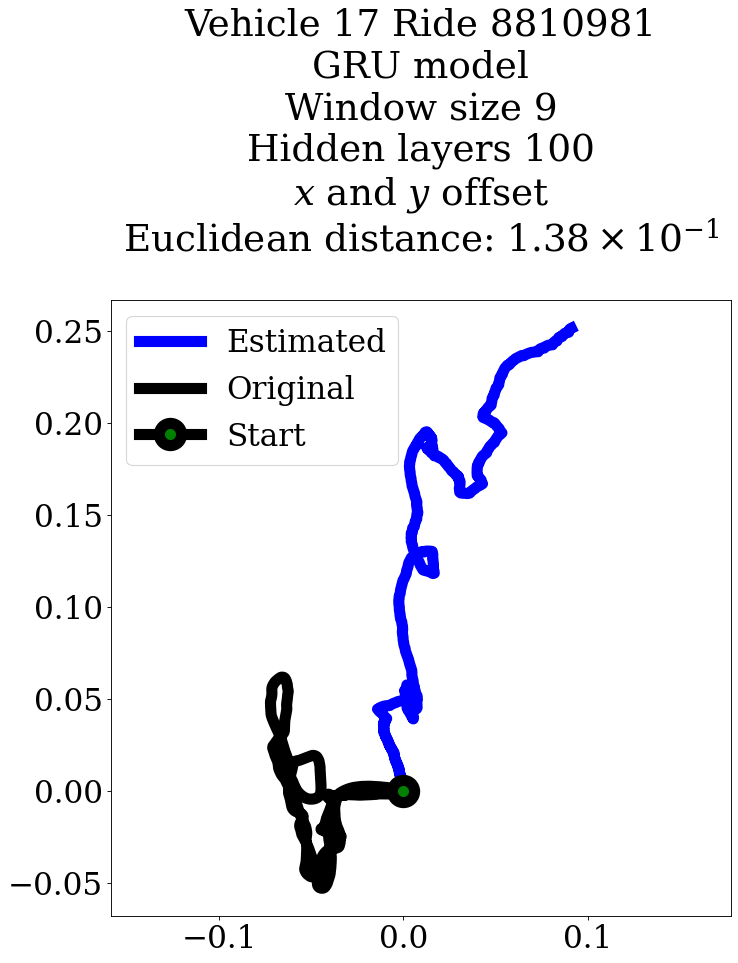 Vehicle 17 Ride 8810981
GRU model
Window size 9
Hidden layers 100
x and y offset
Euclidean distance: 1.38 × 10⁻¹
Estimated
Original
Start
0.25
0.20
0.15
0.10
0.05
0.00
−0.05
−0.1
0.0
0.1